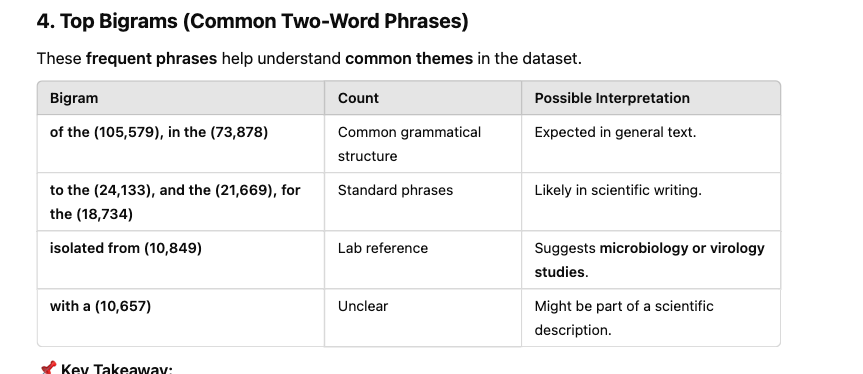 4. Top Bigrams (Common Two-Word Phrases)
These frequent phrases help understand common themes in the dataset.
Bigram Count Possible Interpretation
of the (105,579), in the (73,878) Common grammatical structure Expected in general text.
to the (24,133), and the (21,669), for the (18,734) Standard phrases Likely in scientific writing.
isolated from (10,849) Lab reference Suggests microbiology or virology studies.
with a (10,657) Unclear Might be part of a scientific description.
📌 Key Takeaway: